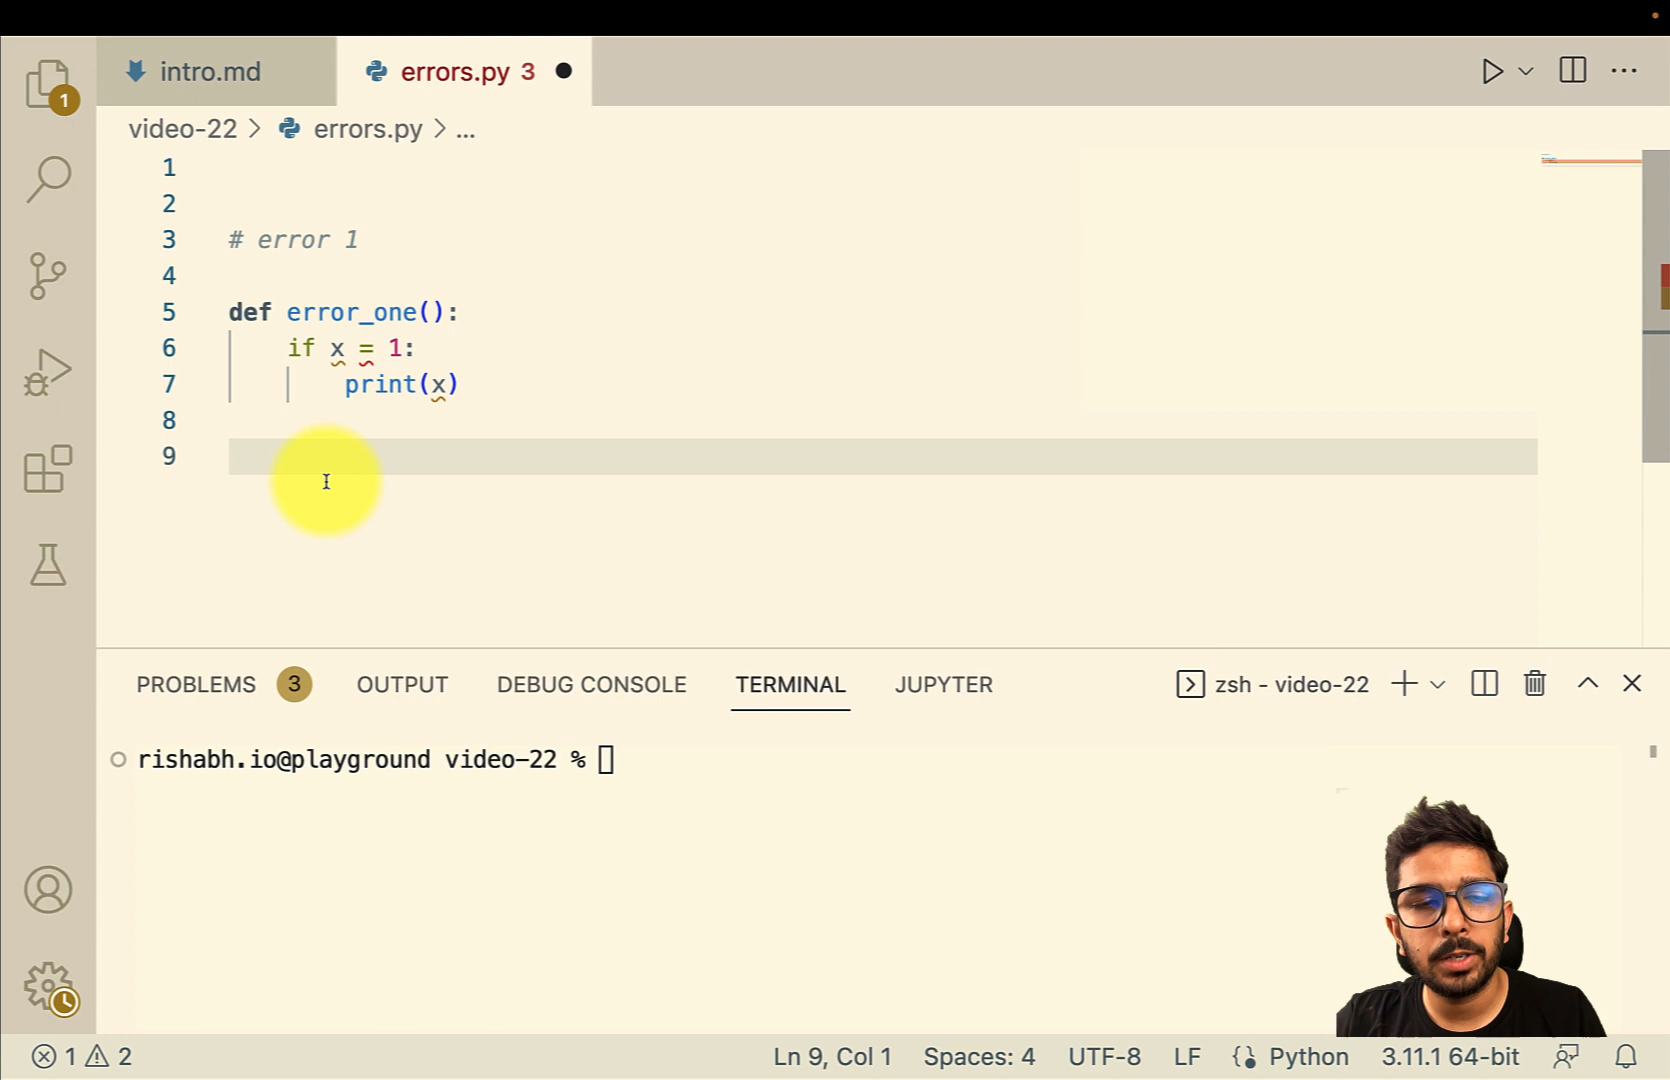 intro.md
errors.py 3
video-22 > errors.py > ...
1
2
3 # error 1
4
5 def error_one():
6 if x = 1:
7 print(x)
8
9
1
PROBLEMS 3 OUTPUT DEBUG CONSOLE TERMINAL JUPYTER zsh - video-22
rishabh.io@playground video-22 %
1 2 Ln 9, Col 1 Spaces: 4 UTF-8 LF Python 3.11.1 64-bit